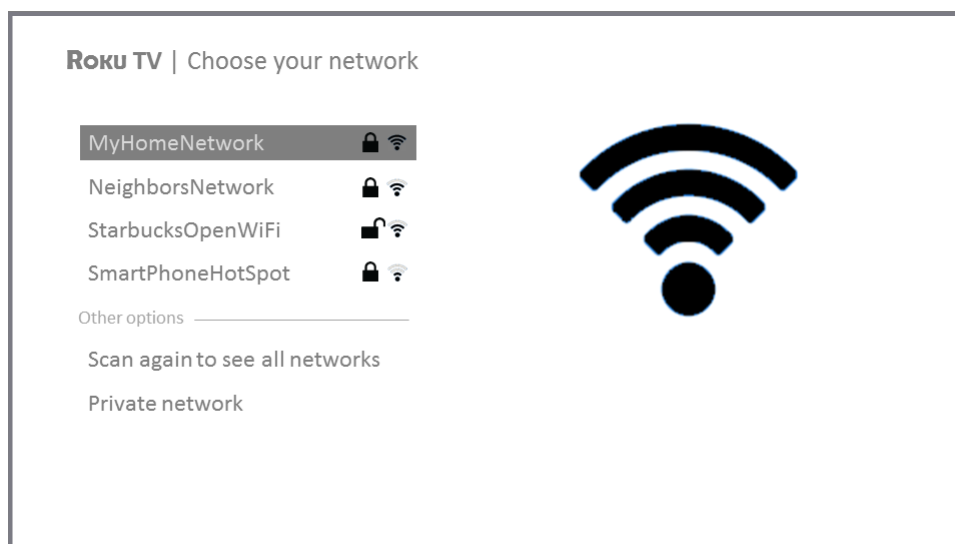 ROKU TV | Choose your network
MyHomeNetwork
NeighborsNetwork
StarbucksOpenWiFi
SmartPhoneHotSpot
Other options
Scan again to see all networks
Private network